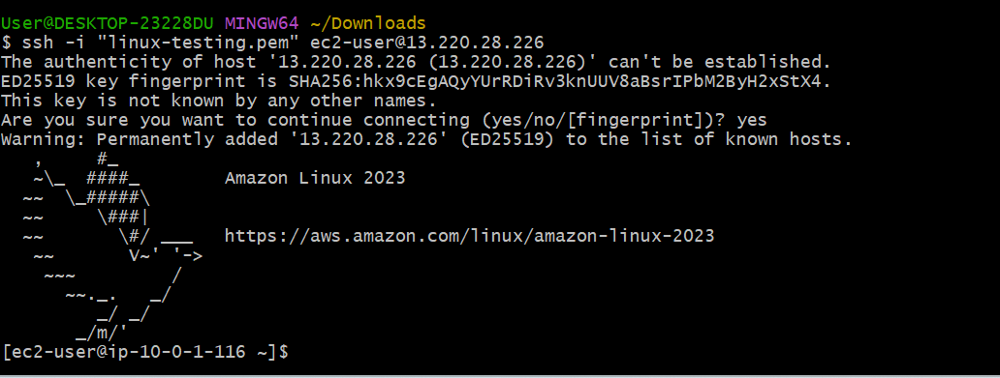 User@DESKTOP-23228DU MINGW64 ~/Downloads
$ ssh -i "linux-testing.pem" ec2-user@13.220.28.226
The authenticity of host '13.220.28.226 (13.220.28.226)' can't be established.
ED25519 key fingerprint is SHA256:hkx9cEgAQyYUrRDiRv3knUUV8aBsrIPbM2ByH2xStX4.
This key is not known by any other names.
Are you sure you want to continue connecting (yes/no/[fingerprint])? yes
Warning: Permanently added '13.220.28.226' (ED25519) to the list of known hosts.
   ,     #_
   ~\_  ####_        Amazon Linux 2023
  ~~  \_#####\
  ~~     \###|
  ~~       \#/ ___   https://aws.amazon.com/linux/amazon-linux-2023
   ~~       V~' '->
    ~~~         /
      ~~._.   _/
         _/ _/
       _/m/'
[ec2-user@ip-10-0-1-116 ~]$